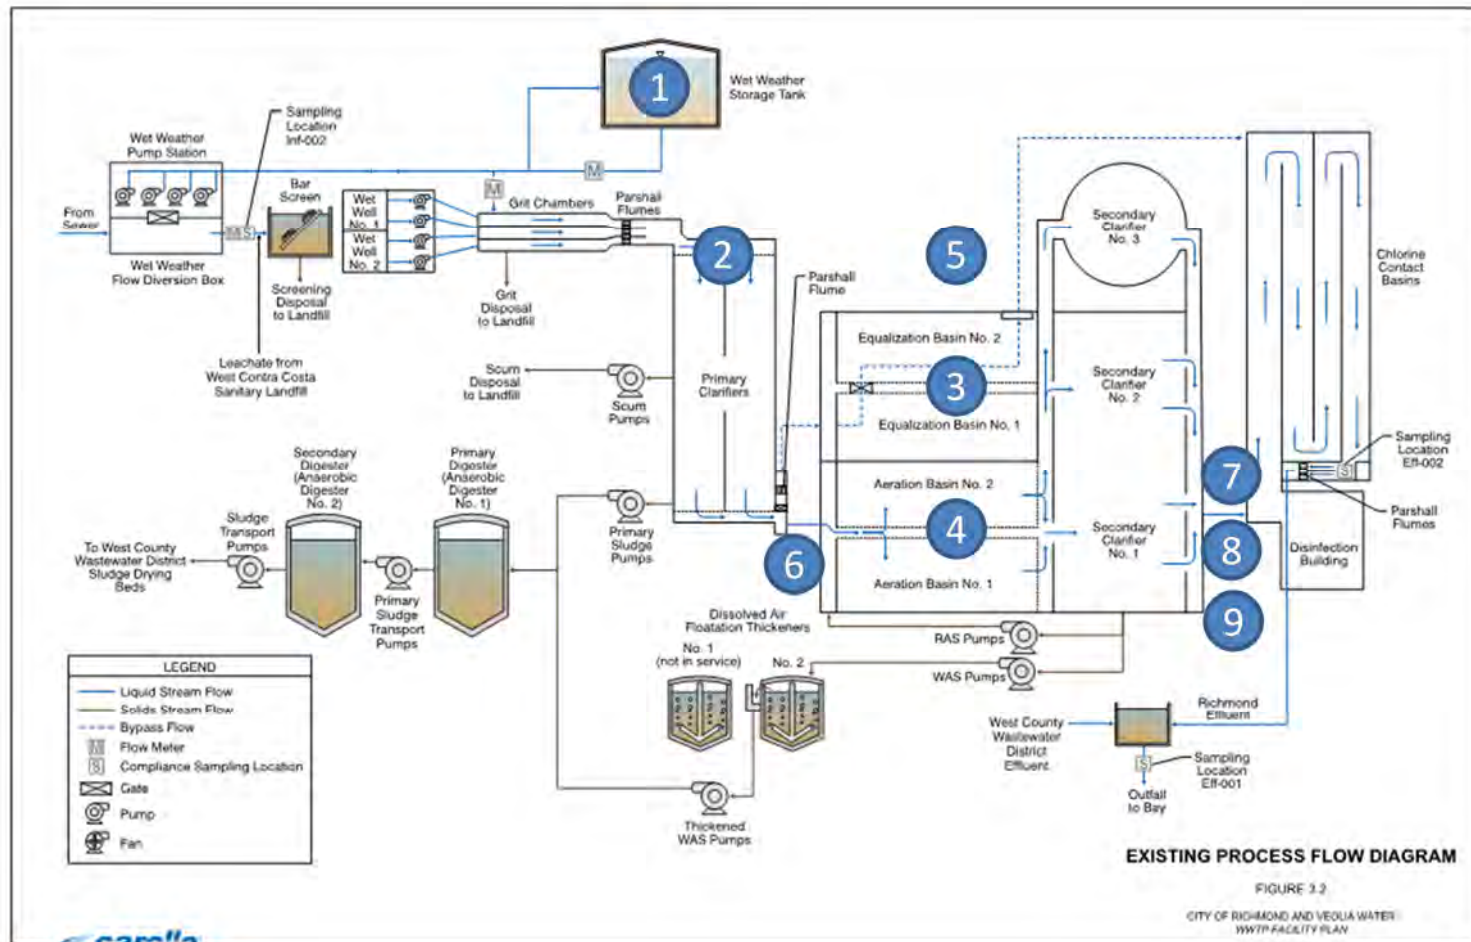 1
Wet Weather
Storage Tank
Sampling
Location
Inf-002
Wet Weather
Pump Station
M
M
Bar
Screen
From
Sewer
M S
Wet
Well
No. 1
Wet
Well
No. 2
Grit Chambers
Parshall
Flumes
2
Wet Weather
Flow Diversion Box
Screening
Disposal
to Landfill
Grit
Disposal
to Landfill
Leachate from
West Contra Costa
Sanitary Landfill
Scum
Disposal
to Landfill
Scum
Pumps
Primary
Clarifiers
Parshall
Flume
5
Equalization Basin No. 2
3
Equalization Basin No. 1
Aeration Basin No. 2
4
Aeration Basin No. 1
6
Secondary
Clarifier
No. 3
Secondary
Clarifier
No. 2
Secondary
Clarifier
No. 1
7
8
9
Chlorine
Contact
Basins
Sampling
Location
Eff-002
S
Parshall
Flumes
Disinfection
Building
Secondary
Digester
(Anaerobic
Digester
No. 2)
Primary
Digester
(Anaerobic
Digester
No. 1)
Sludge
Transport
Pumps
To West County
Wastewater District
Sludge Drying
Beds
Primary
Sludge
Transport
Pumps
Primary
Sludge
Pumps
Dissolved Air
Floatation Thickeners
No. 1
(not in service)
No. 2
RAS Pumps
WAS Pumps
Thickened
WAS Pumps
West County
Wastewater
District
Effluent
Richmond
Effluent
S
Sampling
Location
Eff-001
Outfall
to Bay
LEGEND
Liquid Stream Flow
Solids Stream Flow
Bypass Flow
M Flow Meter
S Compliance Sampling Location
Gate
Pump
Fan
EXISTING PROCESS FLOW DIAGRAM
FIGURE 3.2
CITY OF RICHMOND AND VEOLIA WATER
WWTP FACILITY PLAN